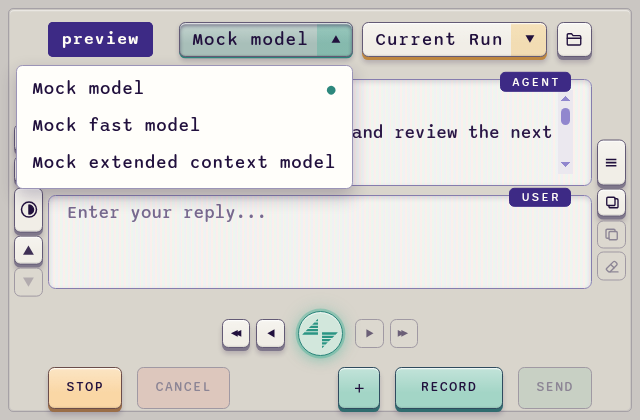 preview
Mock model
Current Run
Mock model
Mock fast model
Mock extended context model
AGENT
and review the next
USER
Enter your reply...
STOP
CANCEL
+
RECORD
SEND